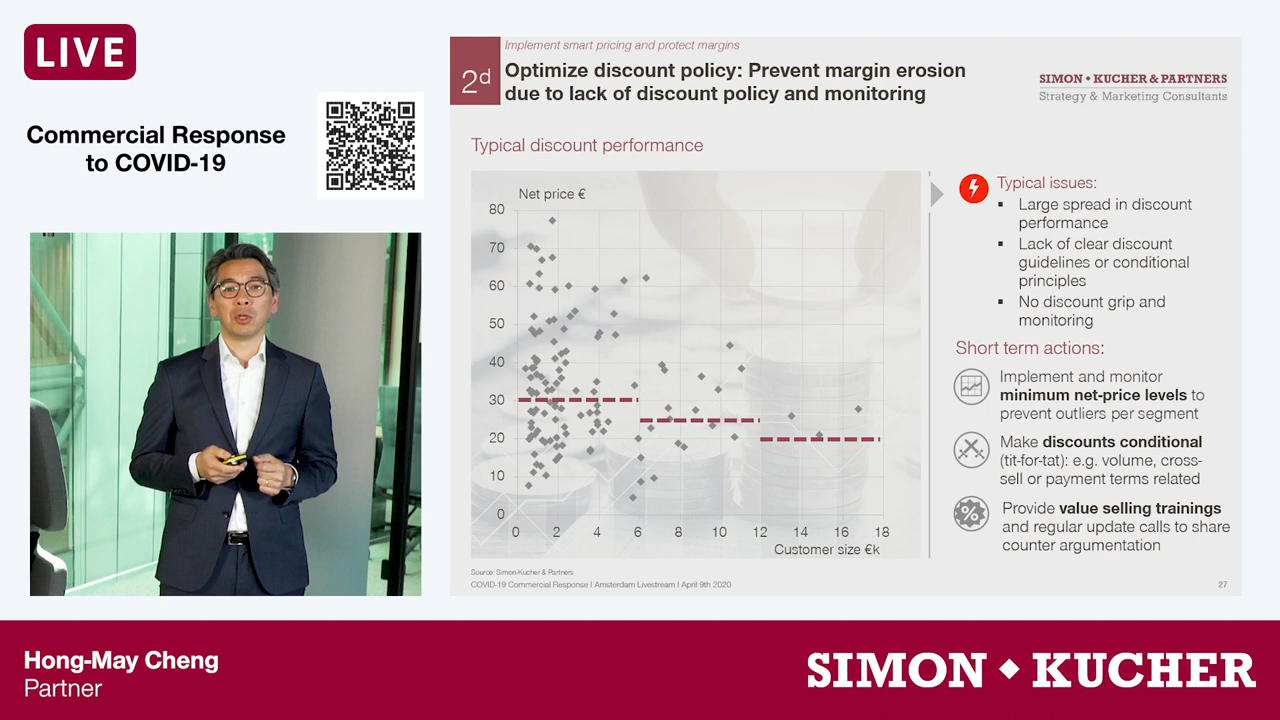 LIVE
Commercial Response
to COVID-19
Implement smart pricing and protect margins
2d
Optimize discount policy: Prevent margin erosion
due to lack of discount policy and monitoring
SIMON • KUCHER & PARTNERS
Strategy & Marketing Consultants
Typical discount performance
Net price €
80
70
60
50
40
30
20
10
0
0 2 4 6 8 10 12 14 16 18
Customer size €k
Typical issues:
▪ Large spread in discount
performance
▪ Lack of clear discount
guidelines or conditional
principles
▪ No discount grip and
monitoring
Short term actions:
Implement and monitor
minimum net-price levels to
prevent outliers per segment
Make discounts conditional
(tit-for-tat): e.g. volume, cross-
sell or payment terms related
Provide value selling trainings
and regular update calls to share
counter argumentation
Source: Simon-Kucher & Partners
COVID-19 Commercial Response I Amsterdam Livestream I April 9th 2020
27
Hong-May Cheng
Partner
SIMON ◆ KUCHER